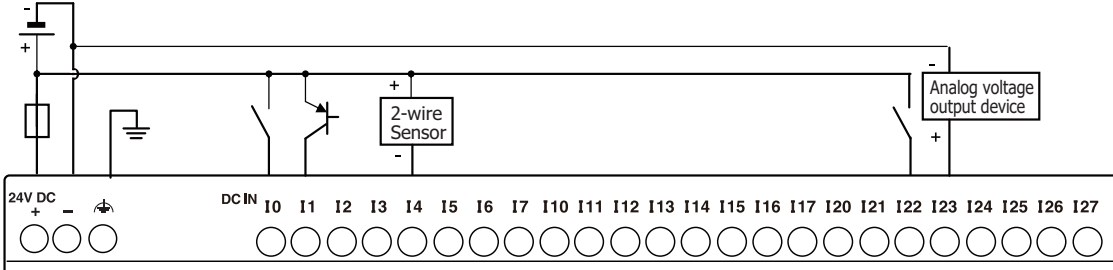 -
+
-
Analog voltage
output device
+
+
2-wire
Sensor
-
24V DC
+ -
DC IN I0 I1 I2 I3 I4 I5 I6 I7 I10 I11 I12 I13 I14 I15 I16 I17 I20 I21 I22 I23 I24 I25 I26 I27